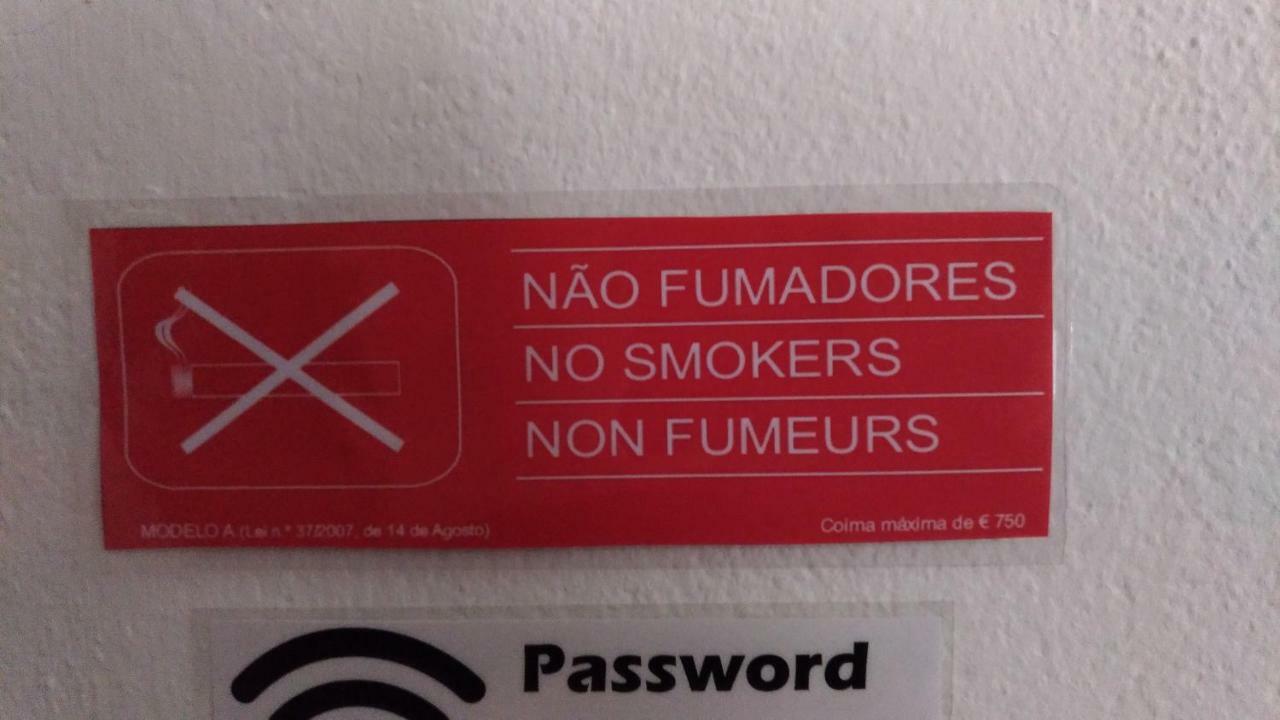 NÃO FUMADORES
NO SMOKERS
NON FUMEURS
MODELO A (Lei n.º 37/2007, de 14 de Agosto)
Coima máxima de € 750
Password